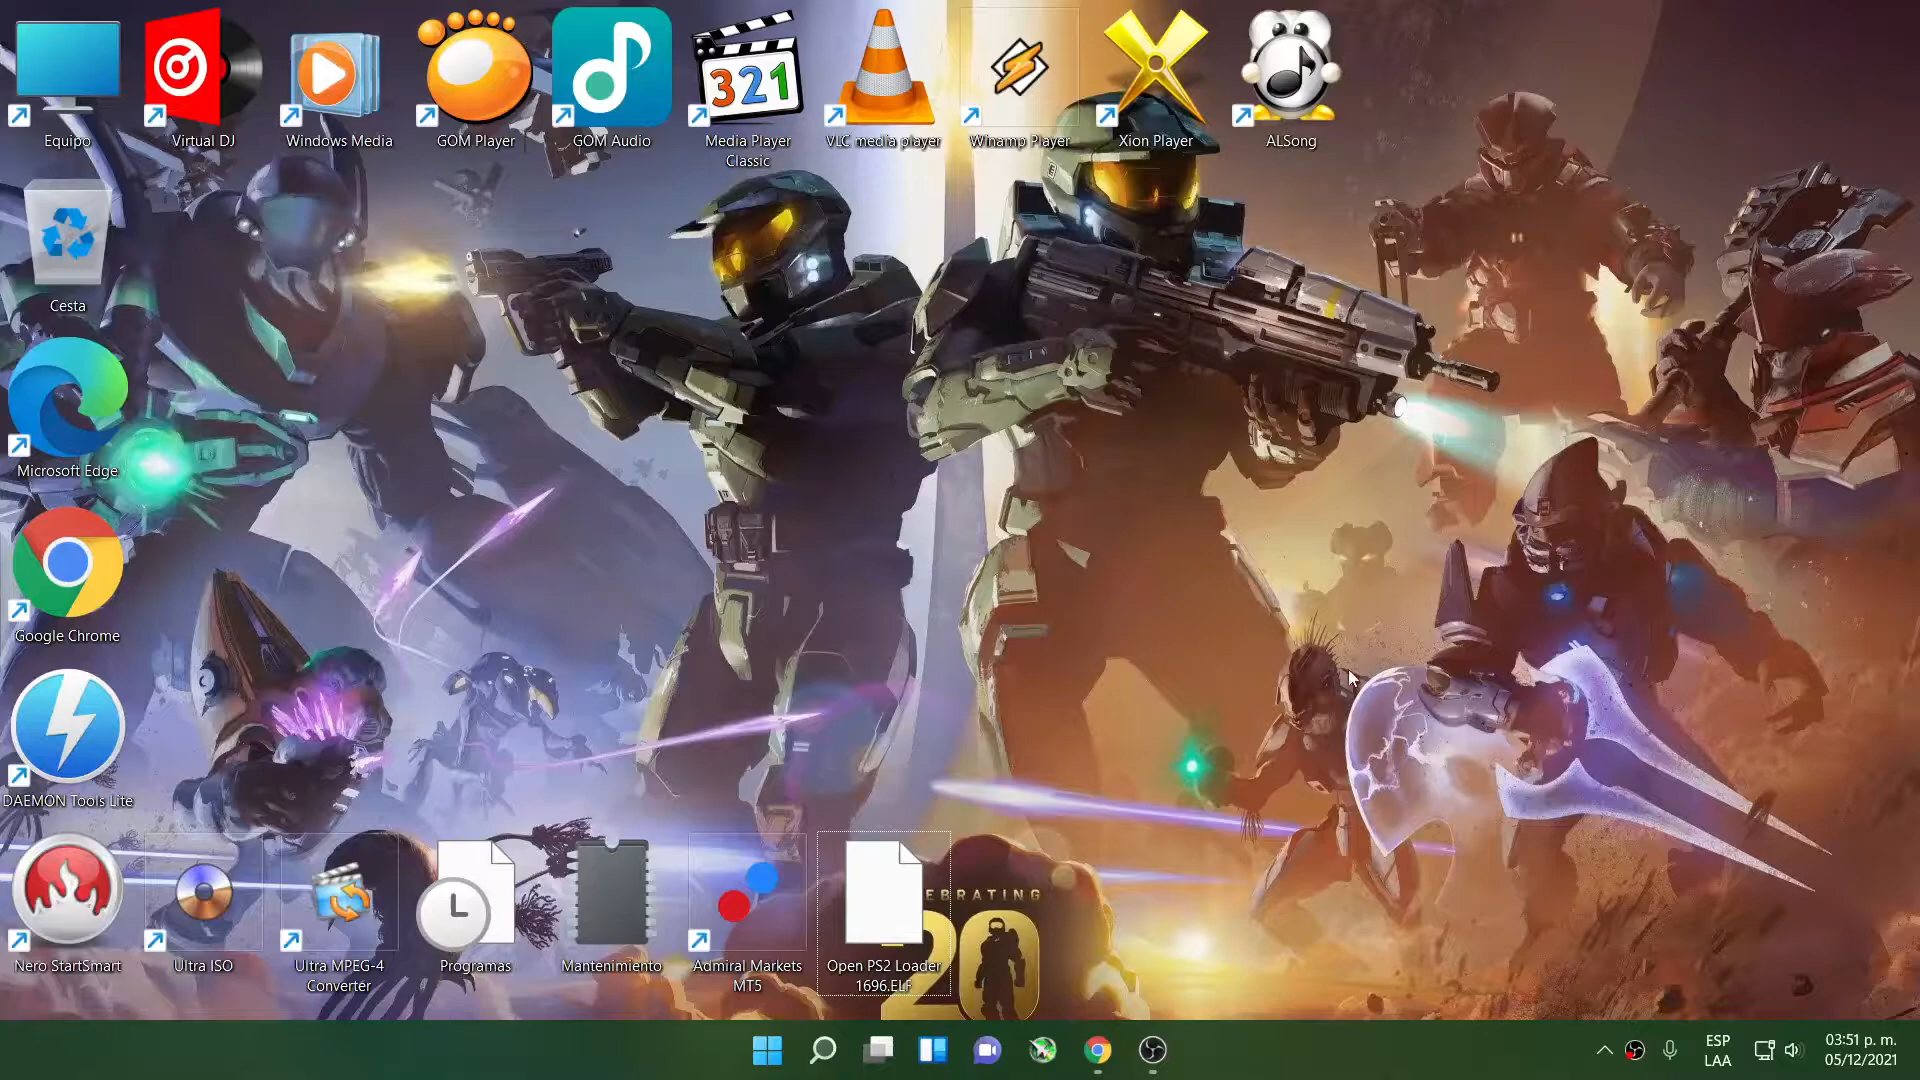 Equipo
Virtual DJ
Windows Media
GOM Player
GOM Audio
321
Media Player
Classic
VLC media player
Winamp Player
Xion Player
ALSong
Cesta
Microsoft Edge
Google Chrome
DAEMON Tools Lite
Nero StartSmart
Ultra ISO
Ultra MPEG-4
Converter
Programas
Mantenimiento
Admiral Markets
MT5
Open PS2 Loader
1696.ELF
EBRATING
20
ESP
LAA
03:51 p. m.
05/12/2021